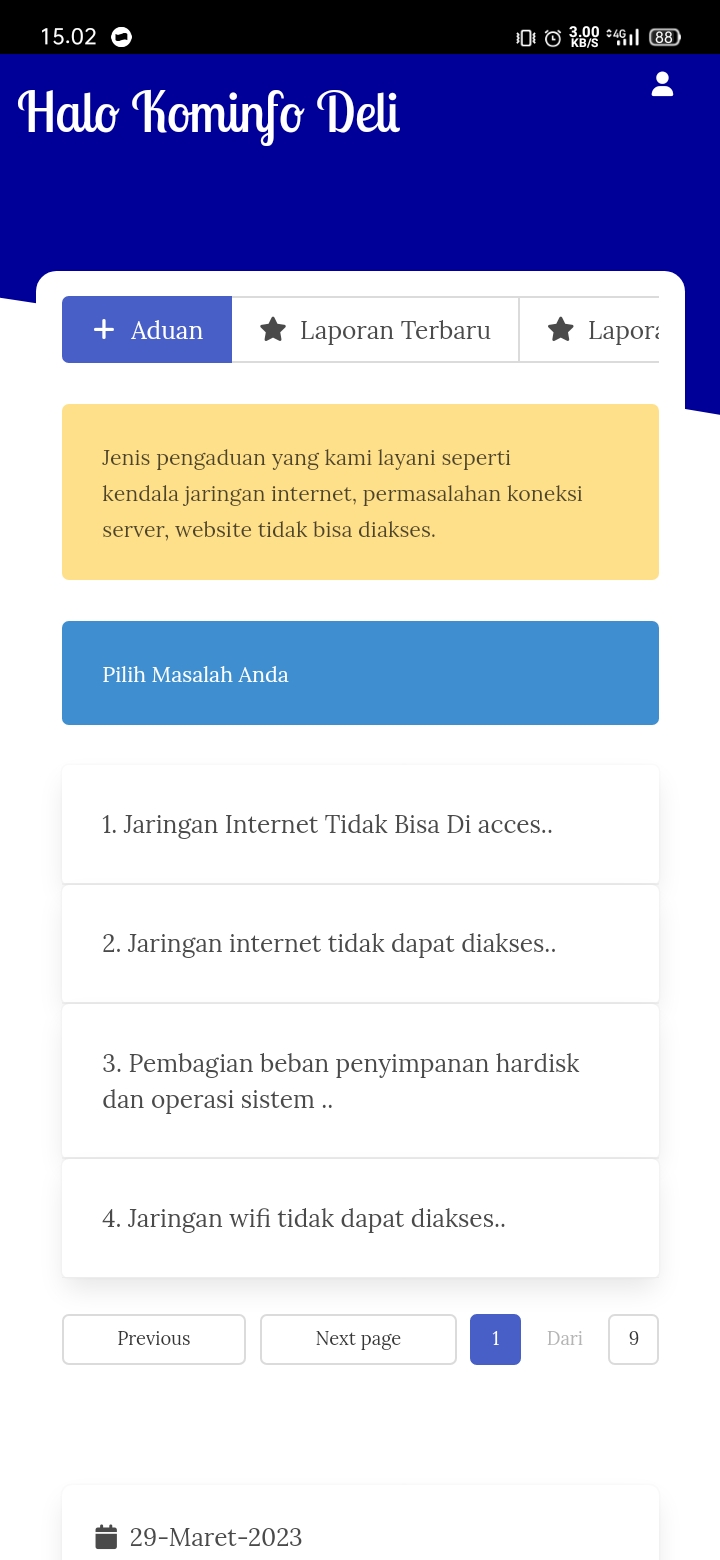 15.02
3.00
KB/S
4G
88
Halo Kominfo Deli
Aduan
Laporan Terbaru
Lapora
Jenis pengaduan yang kami layani seperti
kendala jaringan internet, permasalahan koneksi
server, website tidak bisa diakses.
Pilih Masalah Anda
1. Jaringan Internet Tidak Bisa Di acces..
2. Jaringan internet tidak dapat diakses..
3. Pembagian beban penyimpanan hardisk
dan operasi sistem ..
4. Jaringan wifi tidak dapat diakses..
Previous
Next page
1
Dari
9
29-Maret-2023